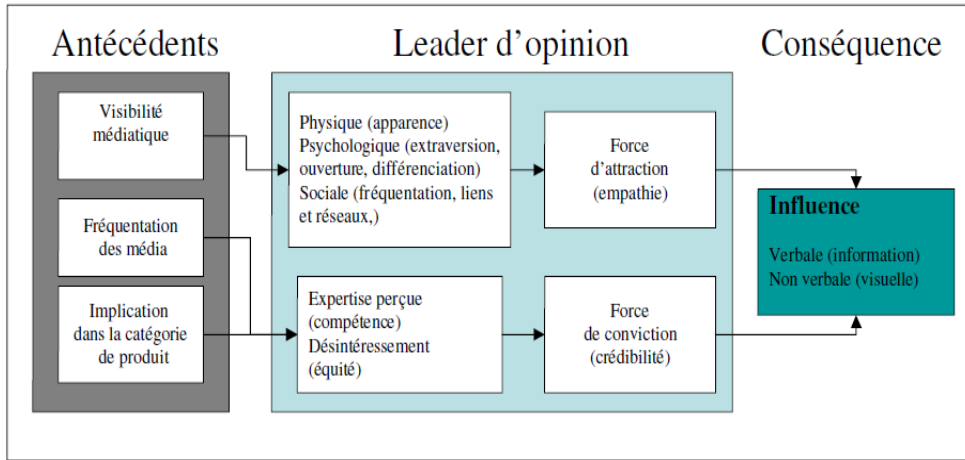 Antécédents
Leader d'opinion
Conséquence
Visibilité
médiatique
Fréquentation
des média
Implication
dans la catégorie
de produit
Physique (apparence)
Psychologique (extraversion,
ouverture, différenciation)
Sociale (fréquentation, liens
et réseaux,)
Expertise perçue
(compétence)
Désintéressement
(équité)
Force
d'attraction
(empathie)
Force
de conviction
(crédibilité)
Influence
Verbale (information)
Non verbale (visuelle)